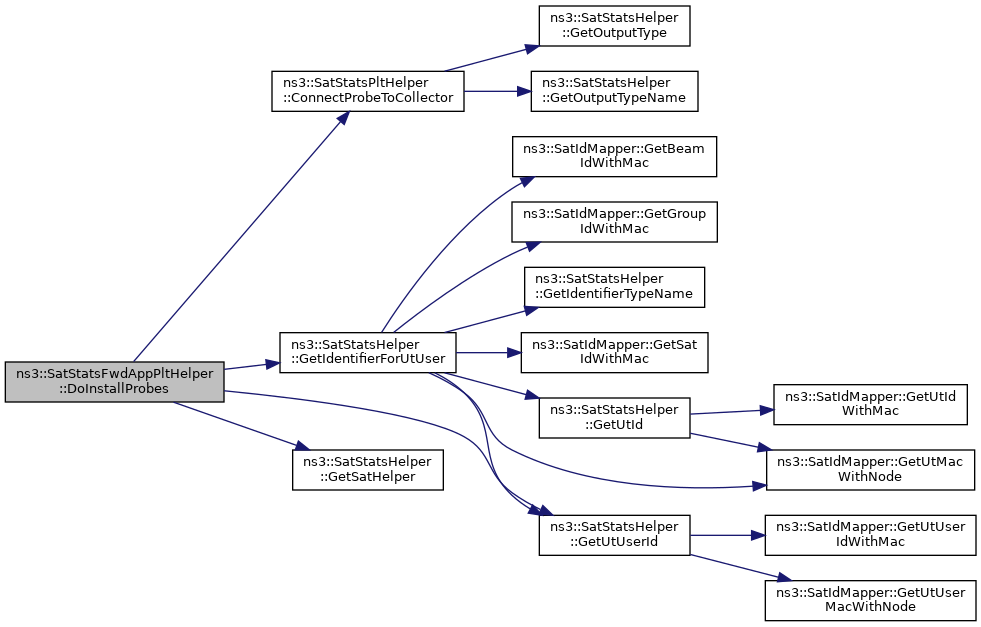 ns3::SatStatsHelper
::GetOutputType
ns3::SatStatsPltHelper
::ConnectProbeToCollector
ns3::SatStatsHelper
::GetOutputTypeName
ns3::SatIdMapper::GetBeam
IdWithMac
ns3::SatIdMapper::GetGroup
IdWithMac
ns3::SatStatsHelper
::GetIdentifierTypeName
ns3::SatStatsHelper
::GetIdentifierForUtUser
ns3::SatIdMapper::GetSat
IdWithMac
ns3::SatStatsFwdAppPltHelper
::DoInstallProbes
ns3::SatStatsHelper
::GetUtId
ns3::SatIdMapper::GetUtId
WithMac
ns3::SatStatsHelper
::GetSatHelper
ns3::SatIdMapper::GetUtMac
WithNode
ns3::SatStatsHelper
::GetUtUserId
ns3::SatIdMapper::GetUtUser
IdWithMac
ns3::SatIdMapper::GetUtUser
MacWithNode